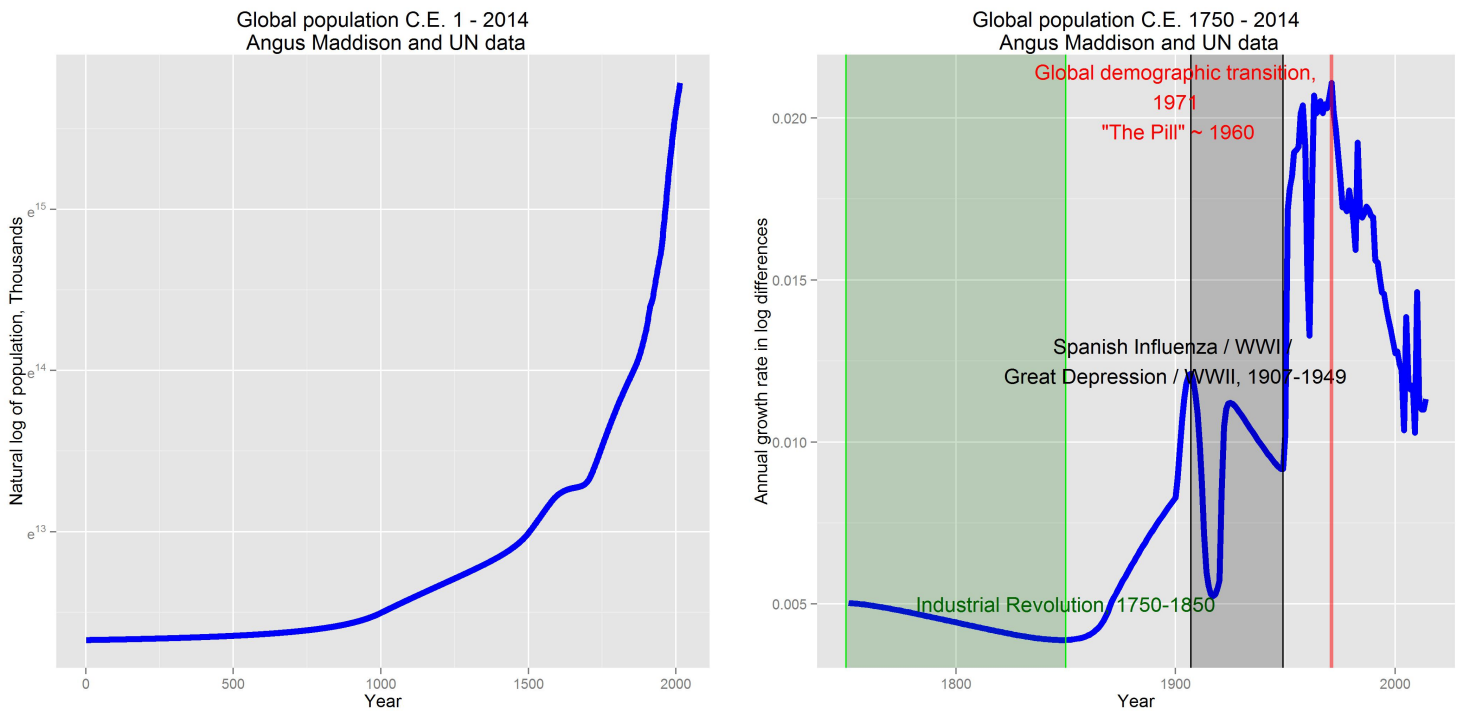 Global population C.E. 1 - 2014
Angus Maddison and UN data
Natural log of population, Thousands
e15
e14
e13
0
500
1000
1500
2000
Year
Global population C.E. 1750 - 2014
Angus Maddison and UN data
Annual growth rate in log differences
0.020
0.015
0.010
0.005
Global demographic transition,
1971
"The Pill" ~ 1960
Spanish Influenza / WWI /
Great Depression / WWII, 1907-1949
Industrial Revolution, 1750-1850
1800
1900
2000
Year